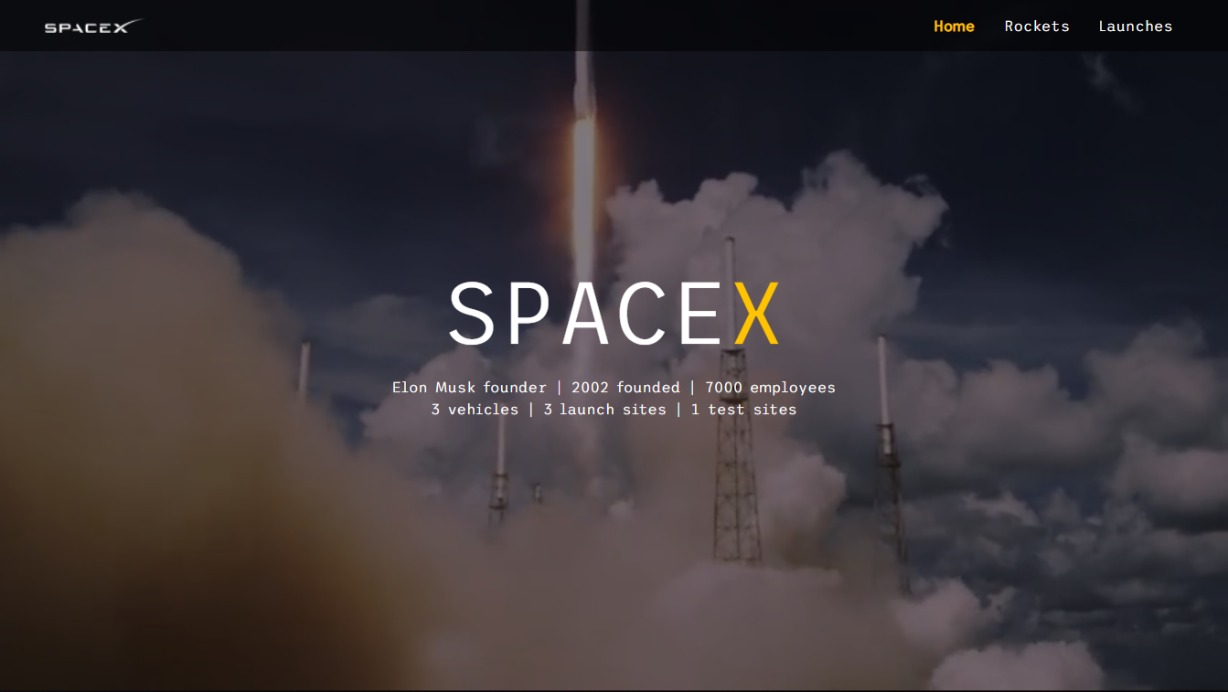 SPACEX
Home Rockets Launches
SPACEX
Elon Musk founder | 2002 founded | 7000 employees
3 vehicles | 3 launch sites | 1 test sites